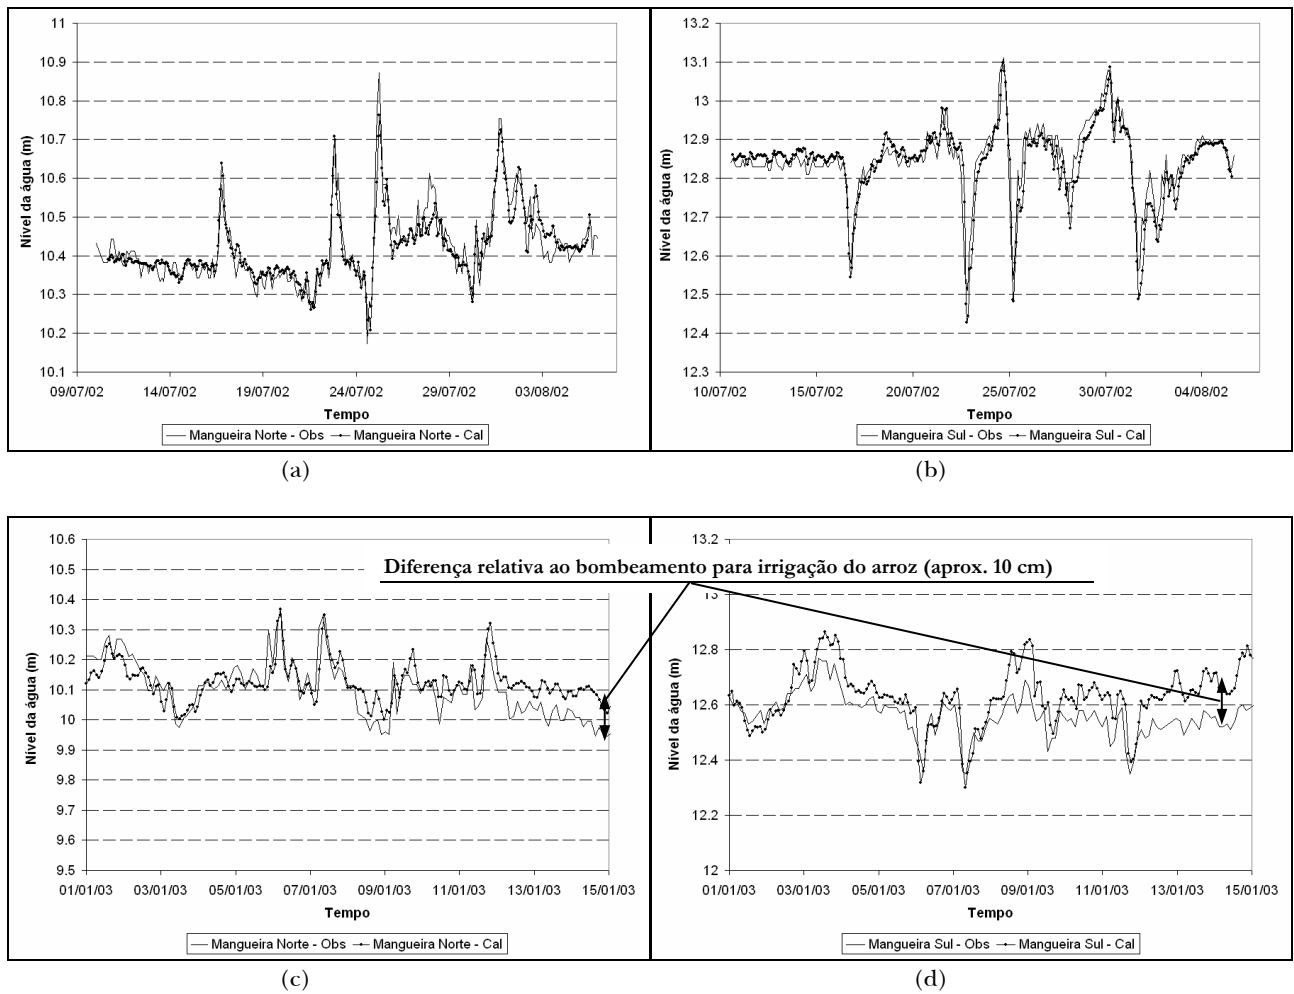 11
10.9
10.8
10.7
10.6
10.5
10.4
10.3
10.2
10.1
Nível da água (m)
09/07/02 14/07/02 19/07/02 24/07/02 29/07/02 03/08/02
Tempo
Mangueira Norte - Obs Mangueira Norte - Cal
(a)
13.2
13.1
13
12.9
12.8
12.7
12.6
12.5
12.4
12.3
Nível da água (m)
10/07/02 15/07/02 20/07/02 25/07/02 30/07/02 04/08/02
Tempo
Mangueira Sul - Obs Mangueira Sul - Cal
(b)
Diferença relativa ao bombeamento para irrigação do arroz (aprox. 10 cm)
10.6
10.5
10.4
10.3
10.2
10.1
10
9.9
9.8
9.7
9.6
9.5
Nível da água (m)
01/01/03 03/01/03 05/01/03 07/01/03 09/01/03 11/01/03 13/01/03 15/01/03
Tempo
Mangueira Norte - Obs Mangueira Norte - Cal
(c)
13.2
13
12.8
12.6
12.4
12.2
12
Nível da água (m)
01/01/03 03/01/03 05/01/03 07/01/03 09/01/03 11/01/03 13/01/03 15/01/03
Tempo
Mangueira Sul - Obs Mangueira Sul - Cal
(d)